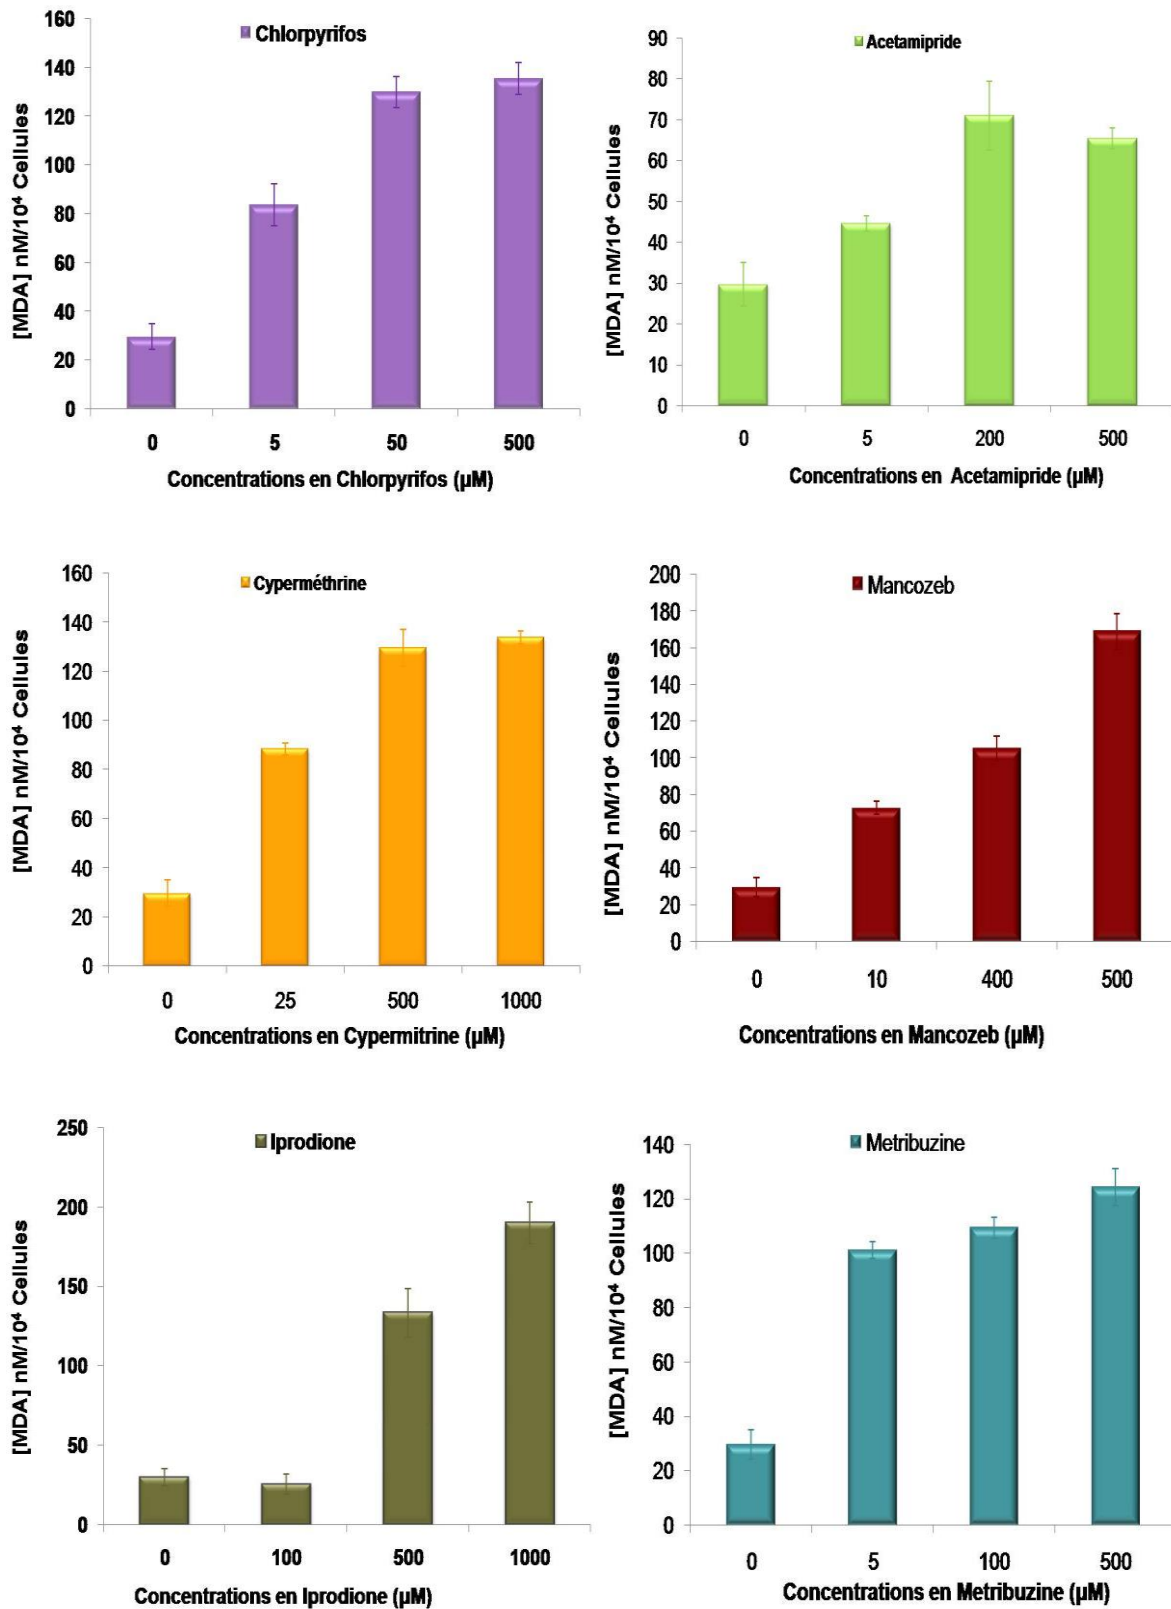 Chlorpyrifos
[MDA] nM/10⁴ Cellules
160
140
120
100
80
60
40
20
0
0 5 50 500
Concentrations en Chlorpyrifos (µM)
Acetamipride
[MDA] nM/10⁴ Cellules
90
80
70
60
50
40
30
20
10
0
0 5 200 500
Concentrations en Acetamipride (µM)
Cyperméthrine
[MDA] nM/10⁴ Cellules
160
140
120
100
80
60
40
20
0
0 25 500 1000
Concentrations en Cypermitrine (µM)
Mancozeb
[MDA] nM/10⁴ Cellules
200
180
160
140
120
100
80
60
40
20
0
0 10 400 500
Concentrations en Mancozeb (µM)
Iprodione
[MDA] nM/10⁴ Cellules
250
200
150
100
50
0
0 100 500 1000
Concentrations en Iprodione (µM)
Metribuzine
[MDA] nM/10⁴ Cellules
140
120
100
80
60
40
20
0
0 5 100 500
Concentrations en Metribuzine (µM)